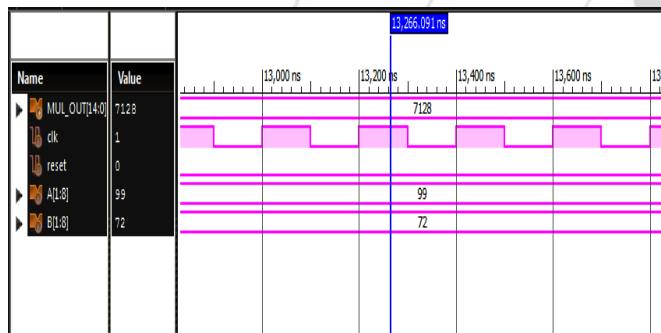 13,266.091 ns
13,000 ns 13,200 ns 13,400 ns 13,600 ns 13
Name Value
MUL_OUT[14:0] 7128 7128
clk 1
reset 0
A[1:8] 99 99
B[1:8] 72 72